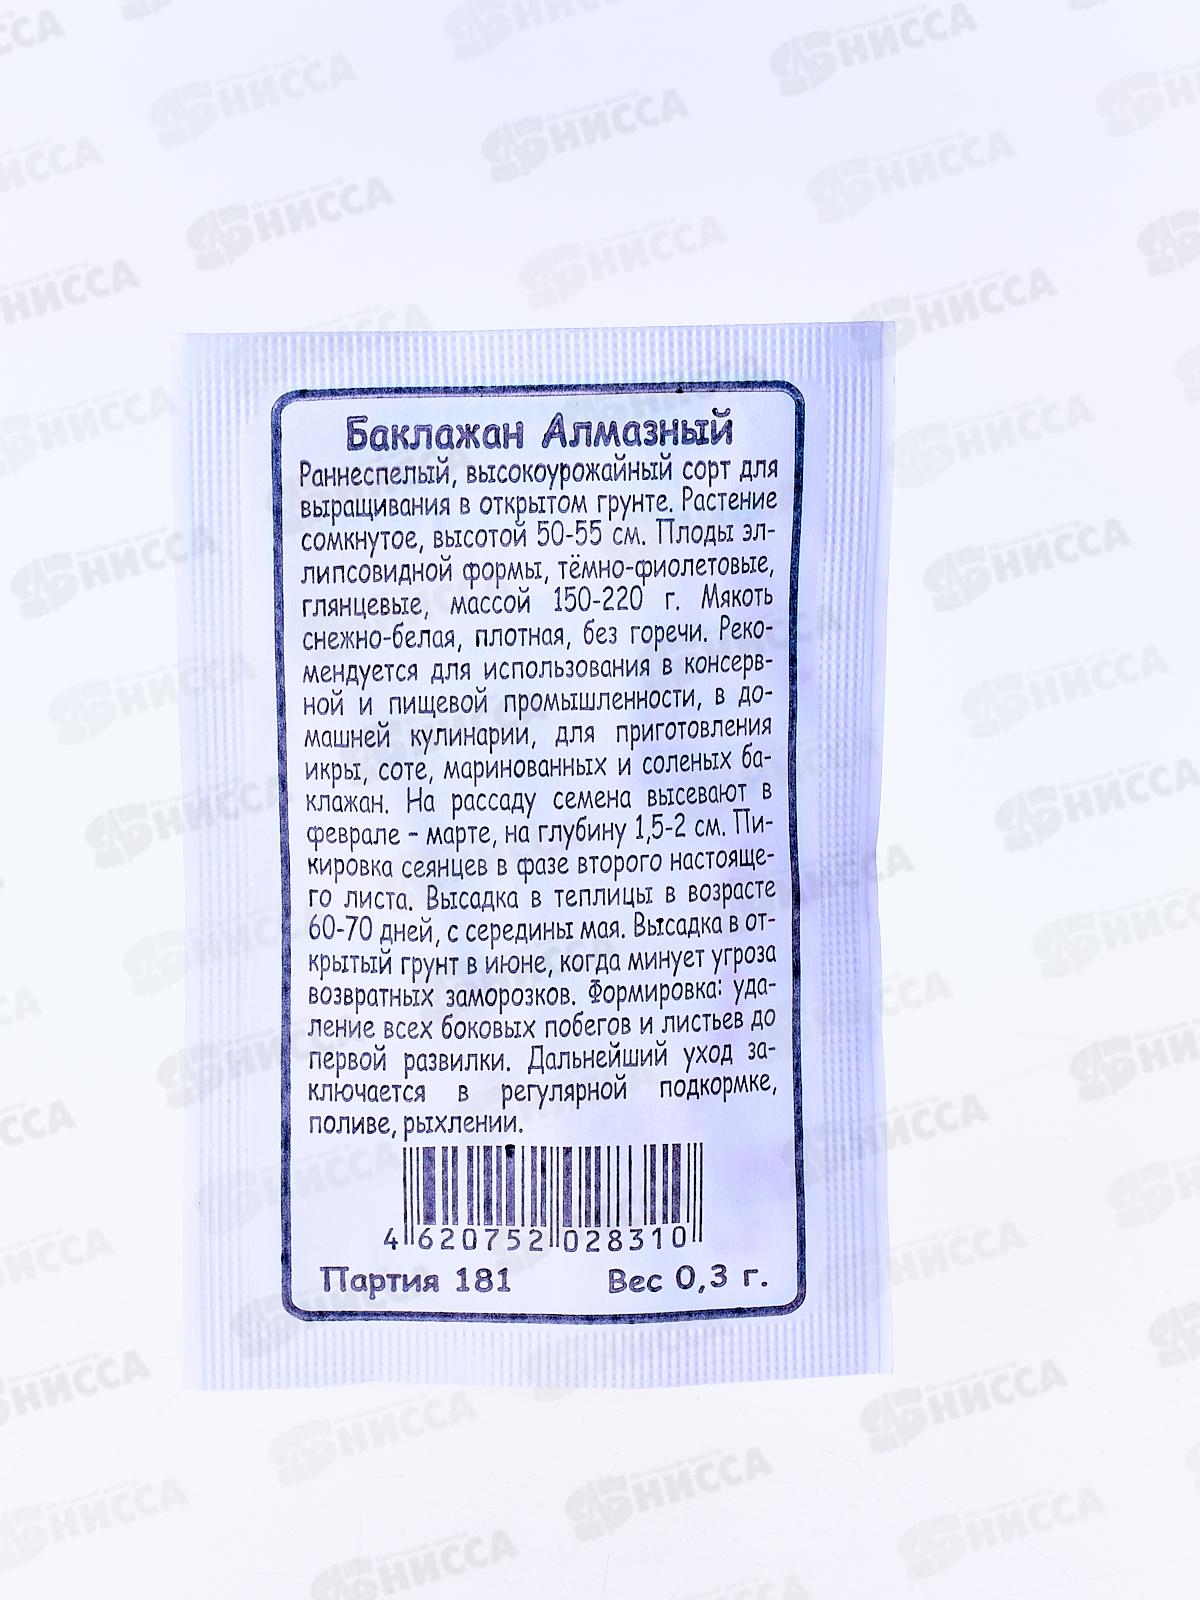 Баклажан Алмазный
Раннеспелый, высокоурожайный сорт для
выращивания в открытом грунте. Растение
сомкнутое, высотой 50-55 см. Плоды эл-
липсовидной формы, тёмно-фиолетовые,
глянцевые, массой 150-220 г. Мякоть
снежно-белая, плотная, без горечи. Реко-
мендуется для использования в консерв-
ной и пищевой промышленности, в до-
машней кулинарии, для приготовления
икры, соте, маринованных и соленых ба-
клажан. На рассаду семена высевают в
феврале - марте, на глубину 1,5-2 см. Пи-
кировка сеянцев в фазе второго настояще-
го листа. Высадка в теплицы в возрасте
60-70 дней, с середины мая. Высадка в от-
крытый грунт в июне, когда минует угроза
возвратных заморозков. Формировка: уда-
ление всех боковых побегов и листьев до
первой развилки. Дальнейший уход за-
ключается в регулярной подкормке,
поливе, рыхлении.
4 620752 028310
Партия 181 Вес 0,3 г.